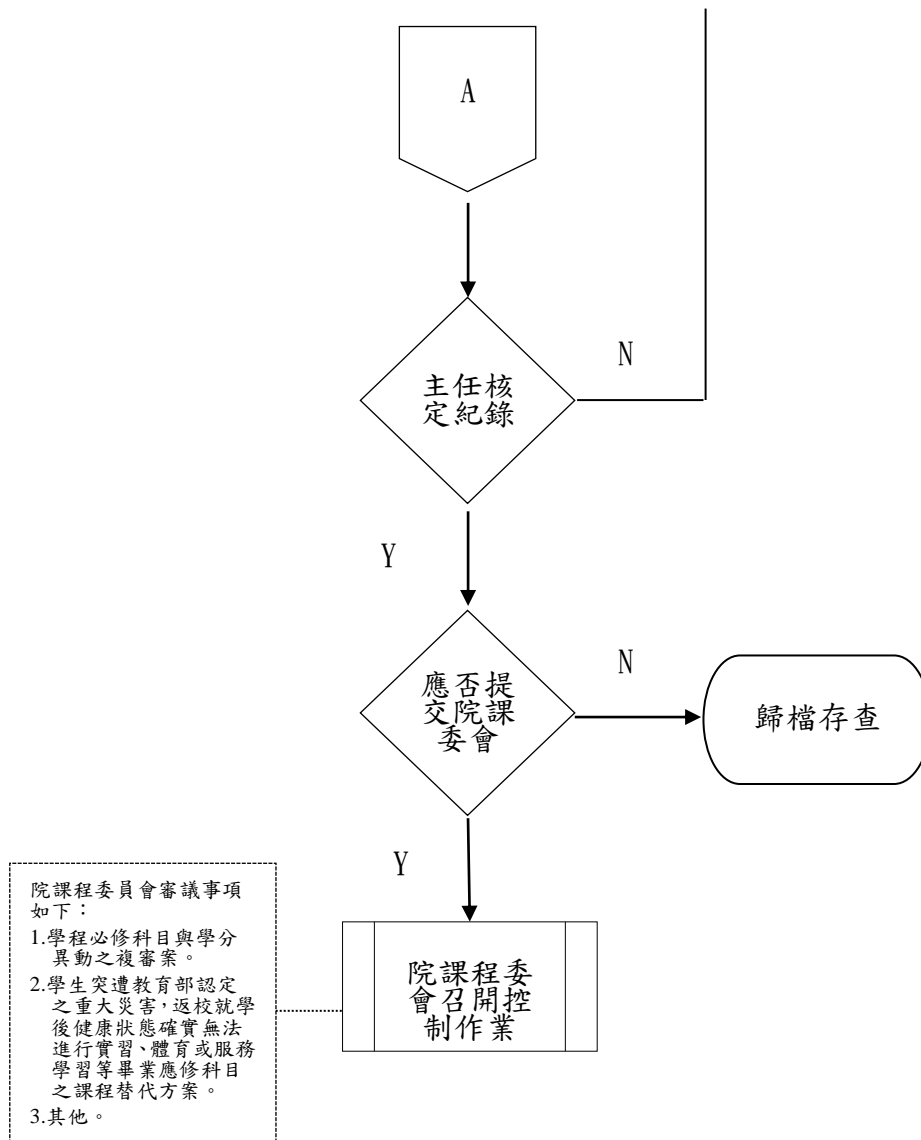 A
主任核
定紀錄
N
Y
應否提
交院課
委會
N
歸檔存查
Y
院課程委員會審議事項
如下：
1.學程必修科目與學分
異動之複審案。
2.學生突遭教育部認定
之重大災害，返校就學
後健康狀態確實無法
進行實習、體育或服務
學習等畢業應修科目
之課程替代方案。
3.其他。
院課程委
會召開控
制作業